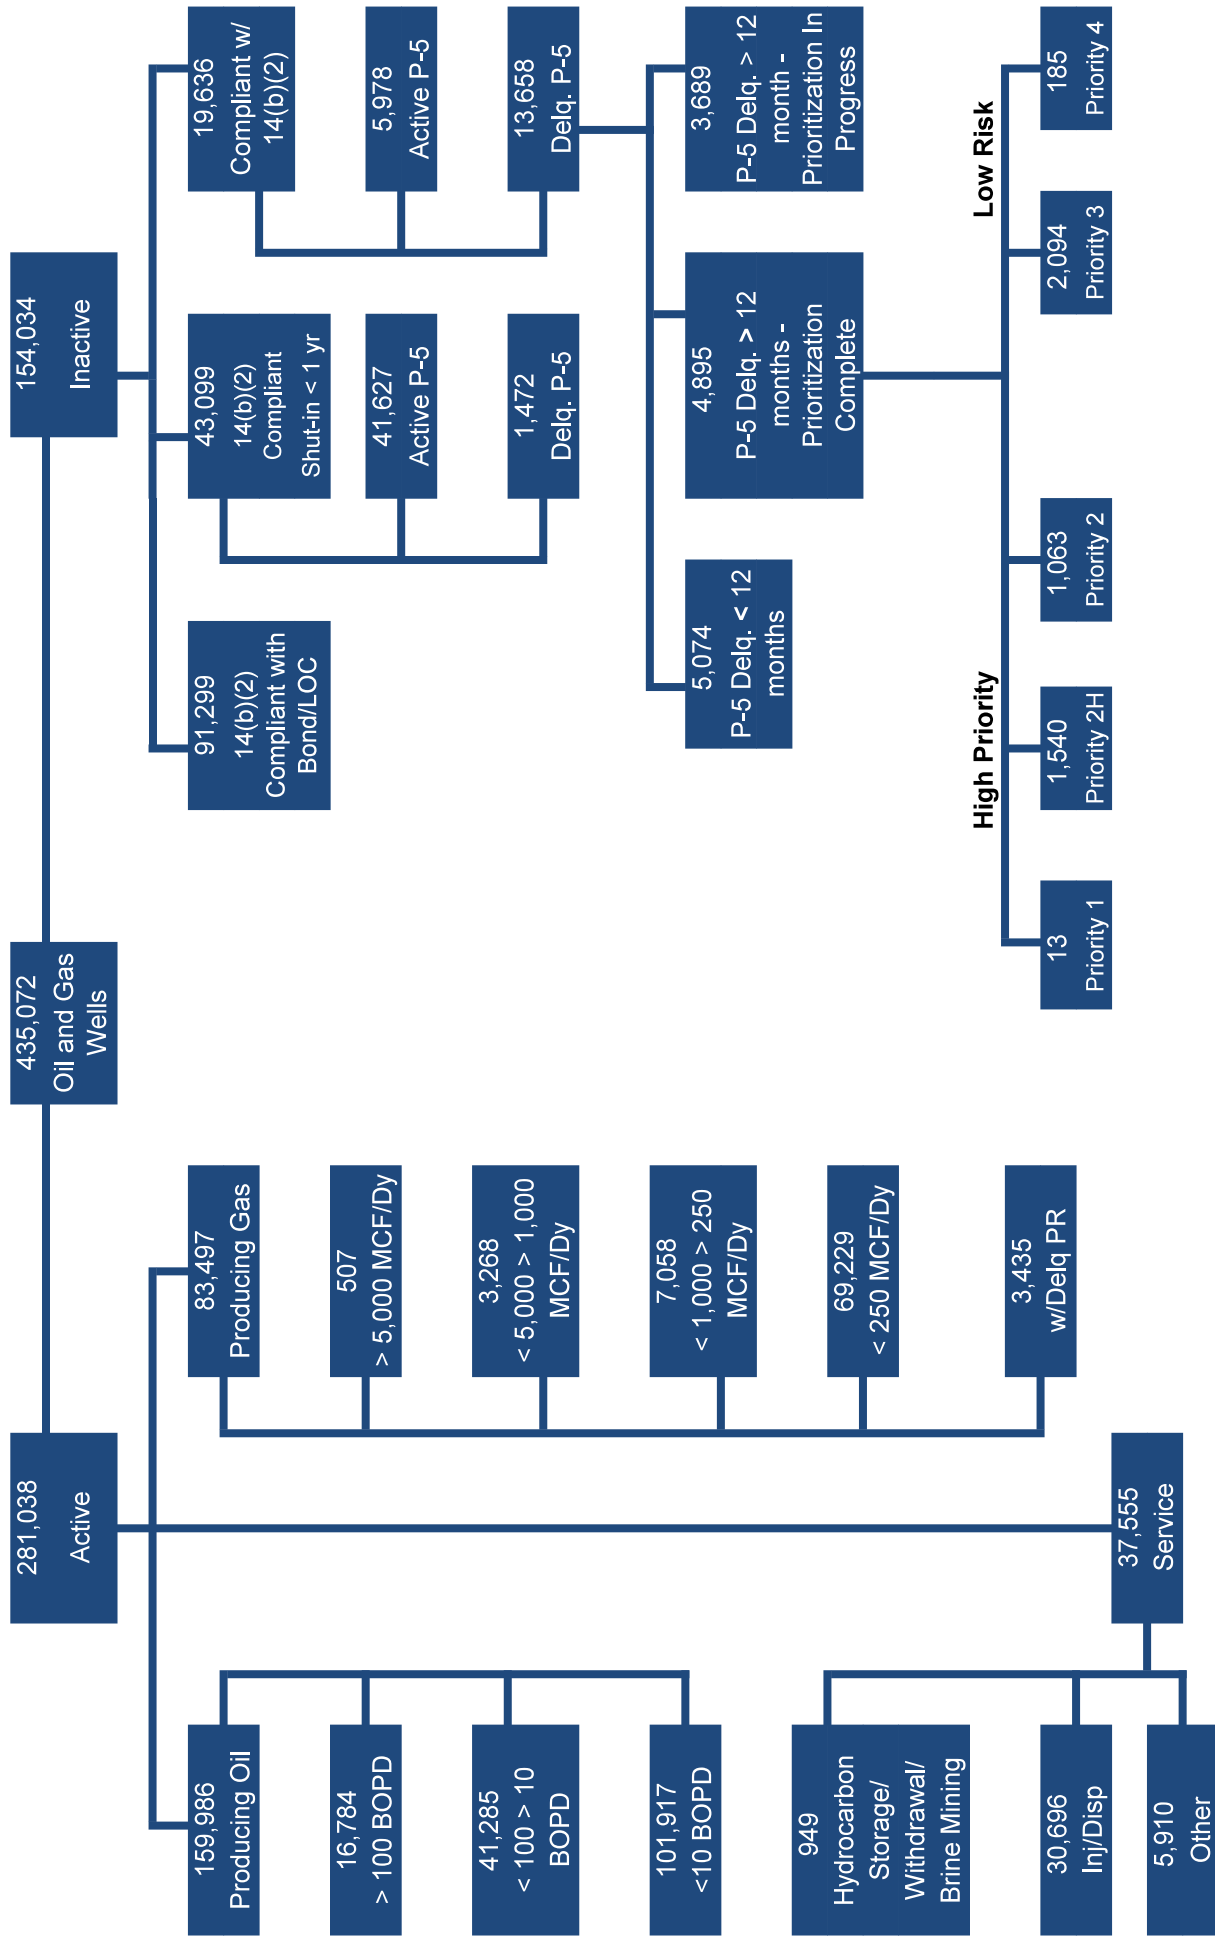 435,072
Oil and Gas
Wells
281,038
Active
154,034
Inactive
159,986
Producing Oil
16,784
> 100 BOPD
41,285
< 100 > 10
BOPD
101,917
<10 BOPD
83,497
Producing Gas
507
> 5,000 MCF/Dy
3,268
< 5,000 > 1,000
MCF/Dy
7,058
< 1,000 > 250
MCF/Dy
69,229
< 250 MCF/Dy
3,435
w/Delq PR
37,555
Service
949
Hydrocarbon
Storage/
Withdrawal/
Brine Mining
30,696
Inj/Disp
5,910
Other
91,299
14(b)(2)
Compliant with
Bond/LOC
43,099
14(b)(2)
Compliant
Shut-in < 1 yr
41,627
Active P-5
1,472
Delq. P-5
19,636
Compliant w/
14(b)(2)
5,978
Active P-5
13,658
Delq. P-5
5,074
P-5 Delq. < 12
months
4,895
P-5 Delq. > 12
months -
Prioritization
Complete
3,689
P-5 Delq. > 12
month -
Prioritization In
Progress
High Priority
Low Risk
13
Priority 1
1,540
Priority 2H
1,063
Priority 2
2,094
Priority 3
185
Priority 4